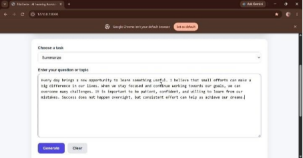 Google Chrome isn't your default browser
Set as default
Choose a task
Summarize
Enter your question or topic
Every day brings a new opportunity to learn something useful. I believe that small efforts can make a
big difference in our lives. When we stay focused and continue working towards our goals, we can
overcome many challenges. It is important to be patient, confident, and willing to learn from our
mistakes. Success does not happen overnight, but consistent effort can help us achieve our dreams.
Generate
Clear